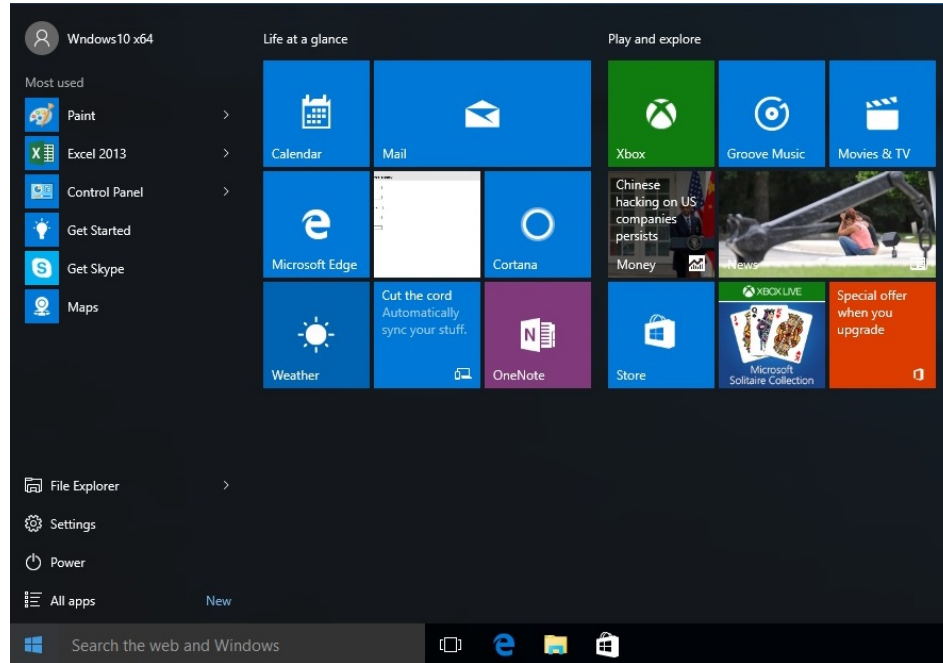 Wndows10 x64
Most used
Paint
Excel 2013
Control Panel
Get Started
Get Skype
Maps
File Explorer
Settings
Power
All apps
New
Life at a glance
Calendar
Mail
Microsoft Edge
Cortana
Weather
Cut the cord
Automatically
sync your stuff.
OneNote
Play and explore
Xbox
Groove Music
Movies & TV
Chinese
hacking on US
companies
persists
Money
News
Store
XBOX LIVE
Microsoft
Solitaire Collection
Special offer
when you
upgrade
Search the web and Windows